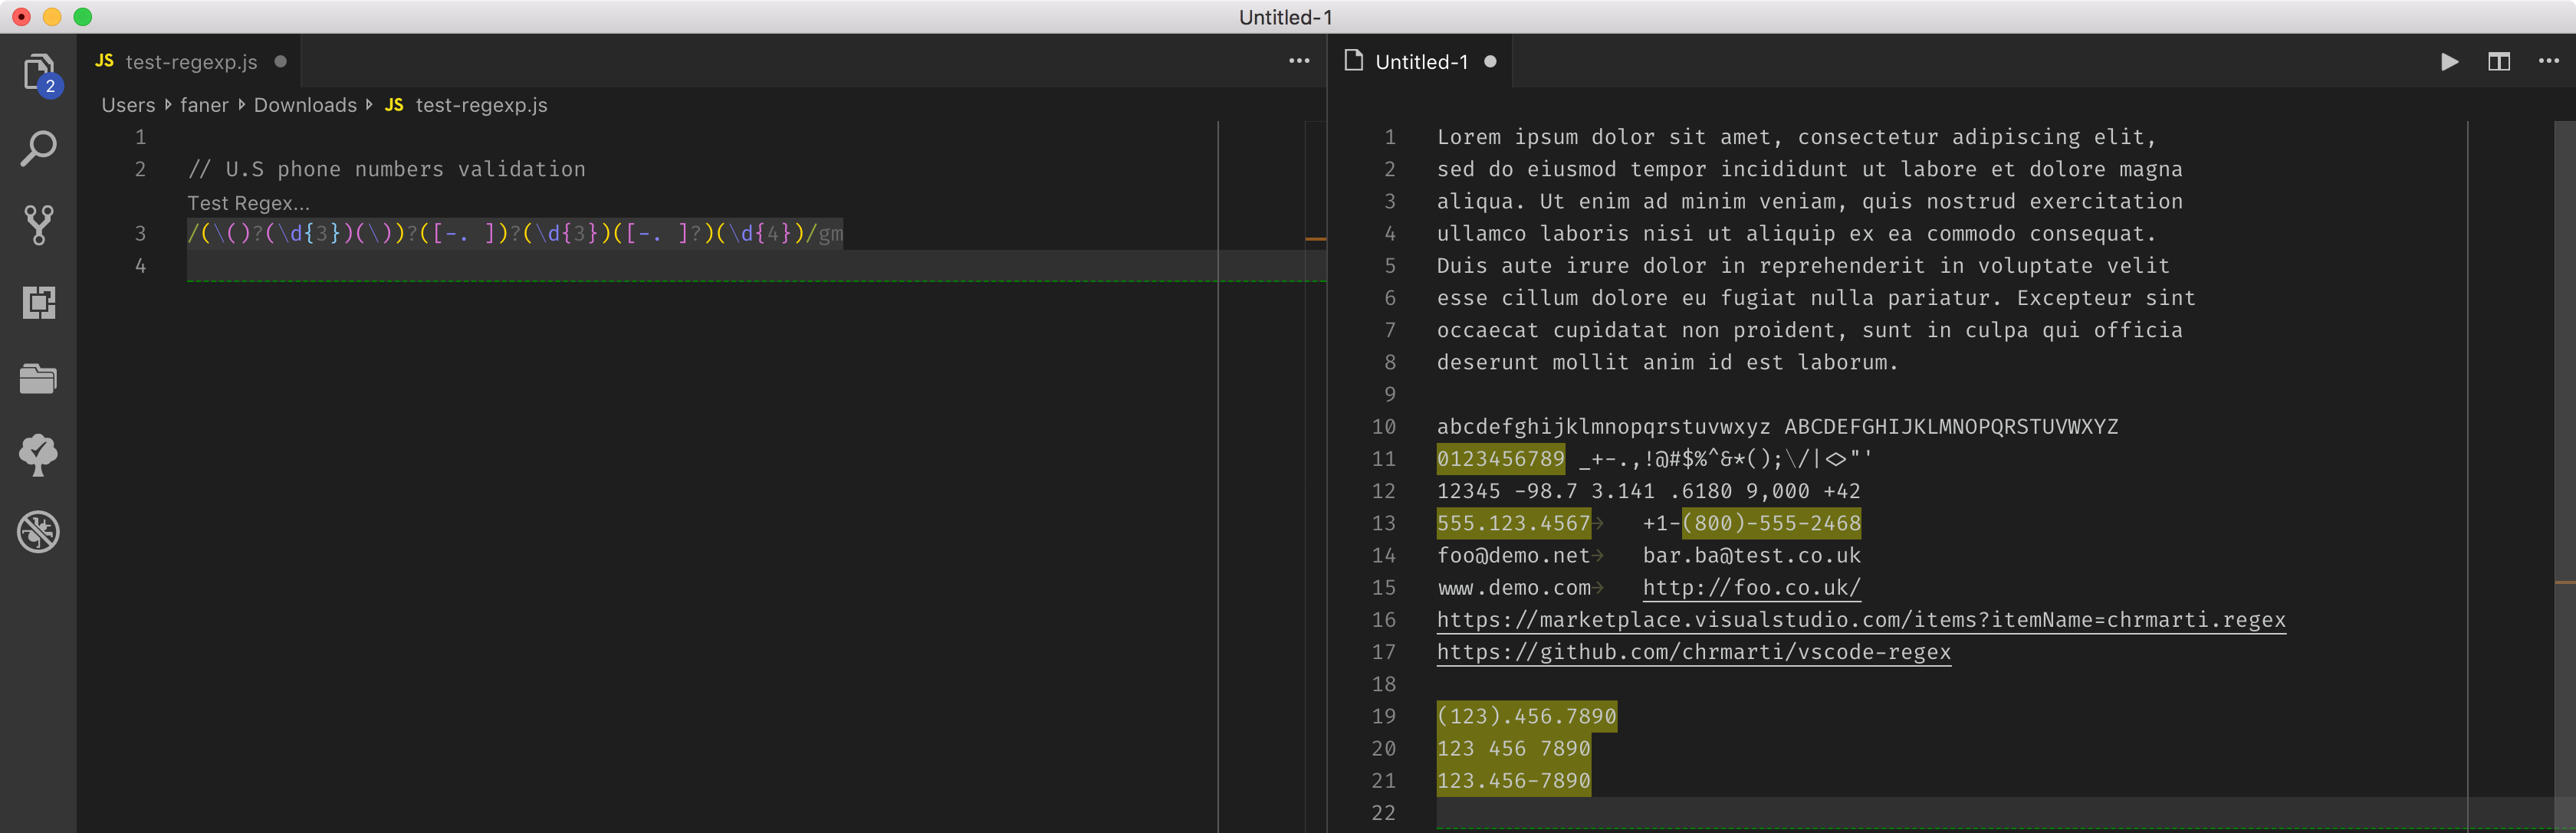 Untitled-1
2
JS test-regexp.js
Users faner Downloads JS test-regexp.js
1
2 // U.S phone numbers validation
Test Regex...
3 /(\()?(\d{3})(\))?([-. ])?(\d{3})([-. ]?)(\d{4})/gm
4
Untitled-1
1 Lorem ipsum dolor sit amet, consectetur adipiscing elit,
2 sed do eiusmod tempor incididunt ut labore et dolore magna
3 aliqua. Ut enim ad minim veniam, quis nostrud exercitation
4 ullamco laboris nisi ut aliquip ex ea commodo consequat.
5 Duis aute irure dolor in reprehenderit in voluptate velit
6 esse cillum dolore eu fugiat nulla pariatur. Excepteur sint
7 occaecat cupidatat non proident, sunt in culpa qui officia
8 deserunt mollit anim id est laborum.
9
10 abcdefghijklmnopqrstuvwxyz ABCDEFGHIJKLMNOPQRSTUVWXYZ
11 0123456789 _+-.,!@#$%^&*();\/|<>"'
12 12345 -98.7 3.141 .6180 9,000 +42
13 555.123.4567→ +1-(800)-555-2468
14 foo@demo.net→ bar.ba@test.co.uk
15 www.demo.com→ http://foo.co.uk/
16 https://marketplace.visualstudio.com/items?itemName=chrmarti.regex
17 https://github.com/chrmarti/vscode-regex
18
19 (123).456.7890
20 123 456 7890
21 123.456-7890
22